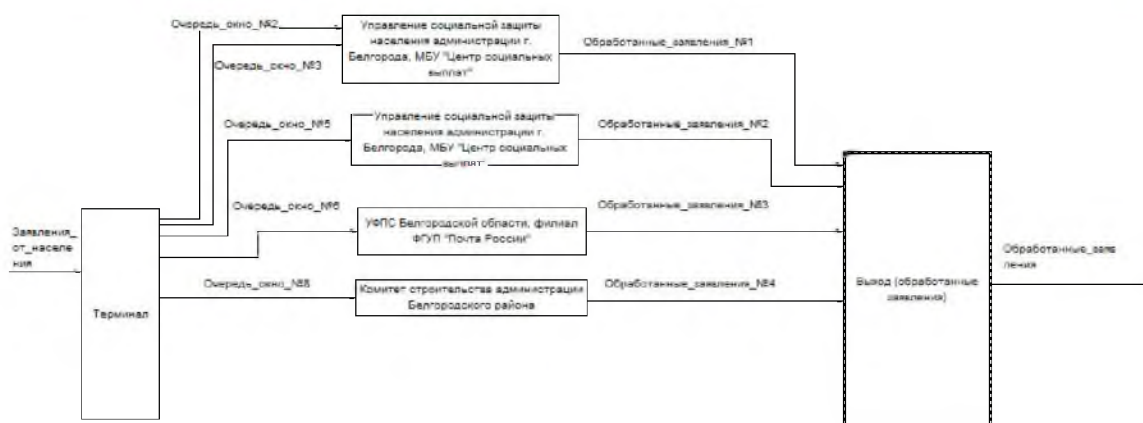 Очередь_окно_№2
Управление социальной защиты
населения администрации г.
Белгорода, МБУ "Центр социальных
выплат"
Обработанные_заявления_№1
Очередь_окно_№3
Очередь_окно_№5
Управление социальной защиты
населения администрации г.
Белгорода, МБУ "Центр социальных
выплат"
Обработанные_заявления_№2
Очередь_окно_№6
УФПС Белгородской области, филиал
ФГУП "Почта России"
Обработанные_заявления_№3
Заявления_
от_населе
ния
Обработанные_заяв
ления
Очередь_окно_№8
Комитет строительства администрации
Белгородского района
Обработанные_заявления_№4
Выход (обработанные
заявления)
Терминал